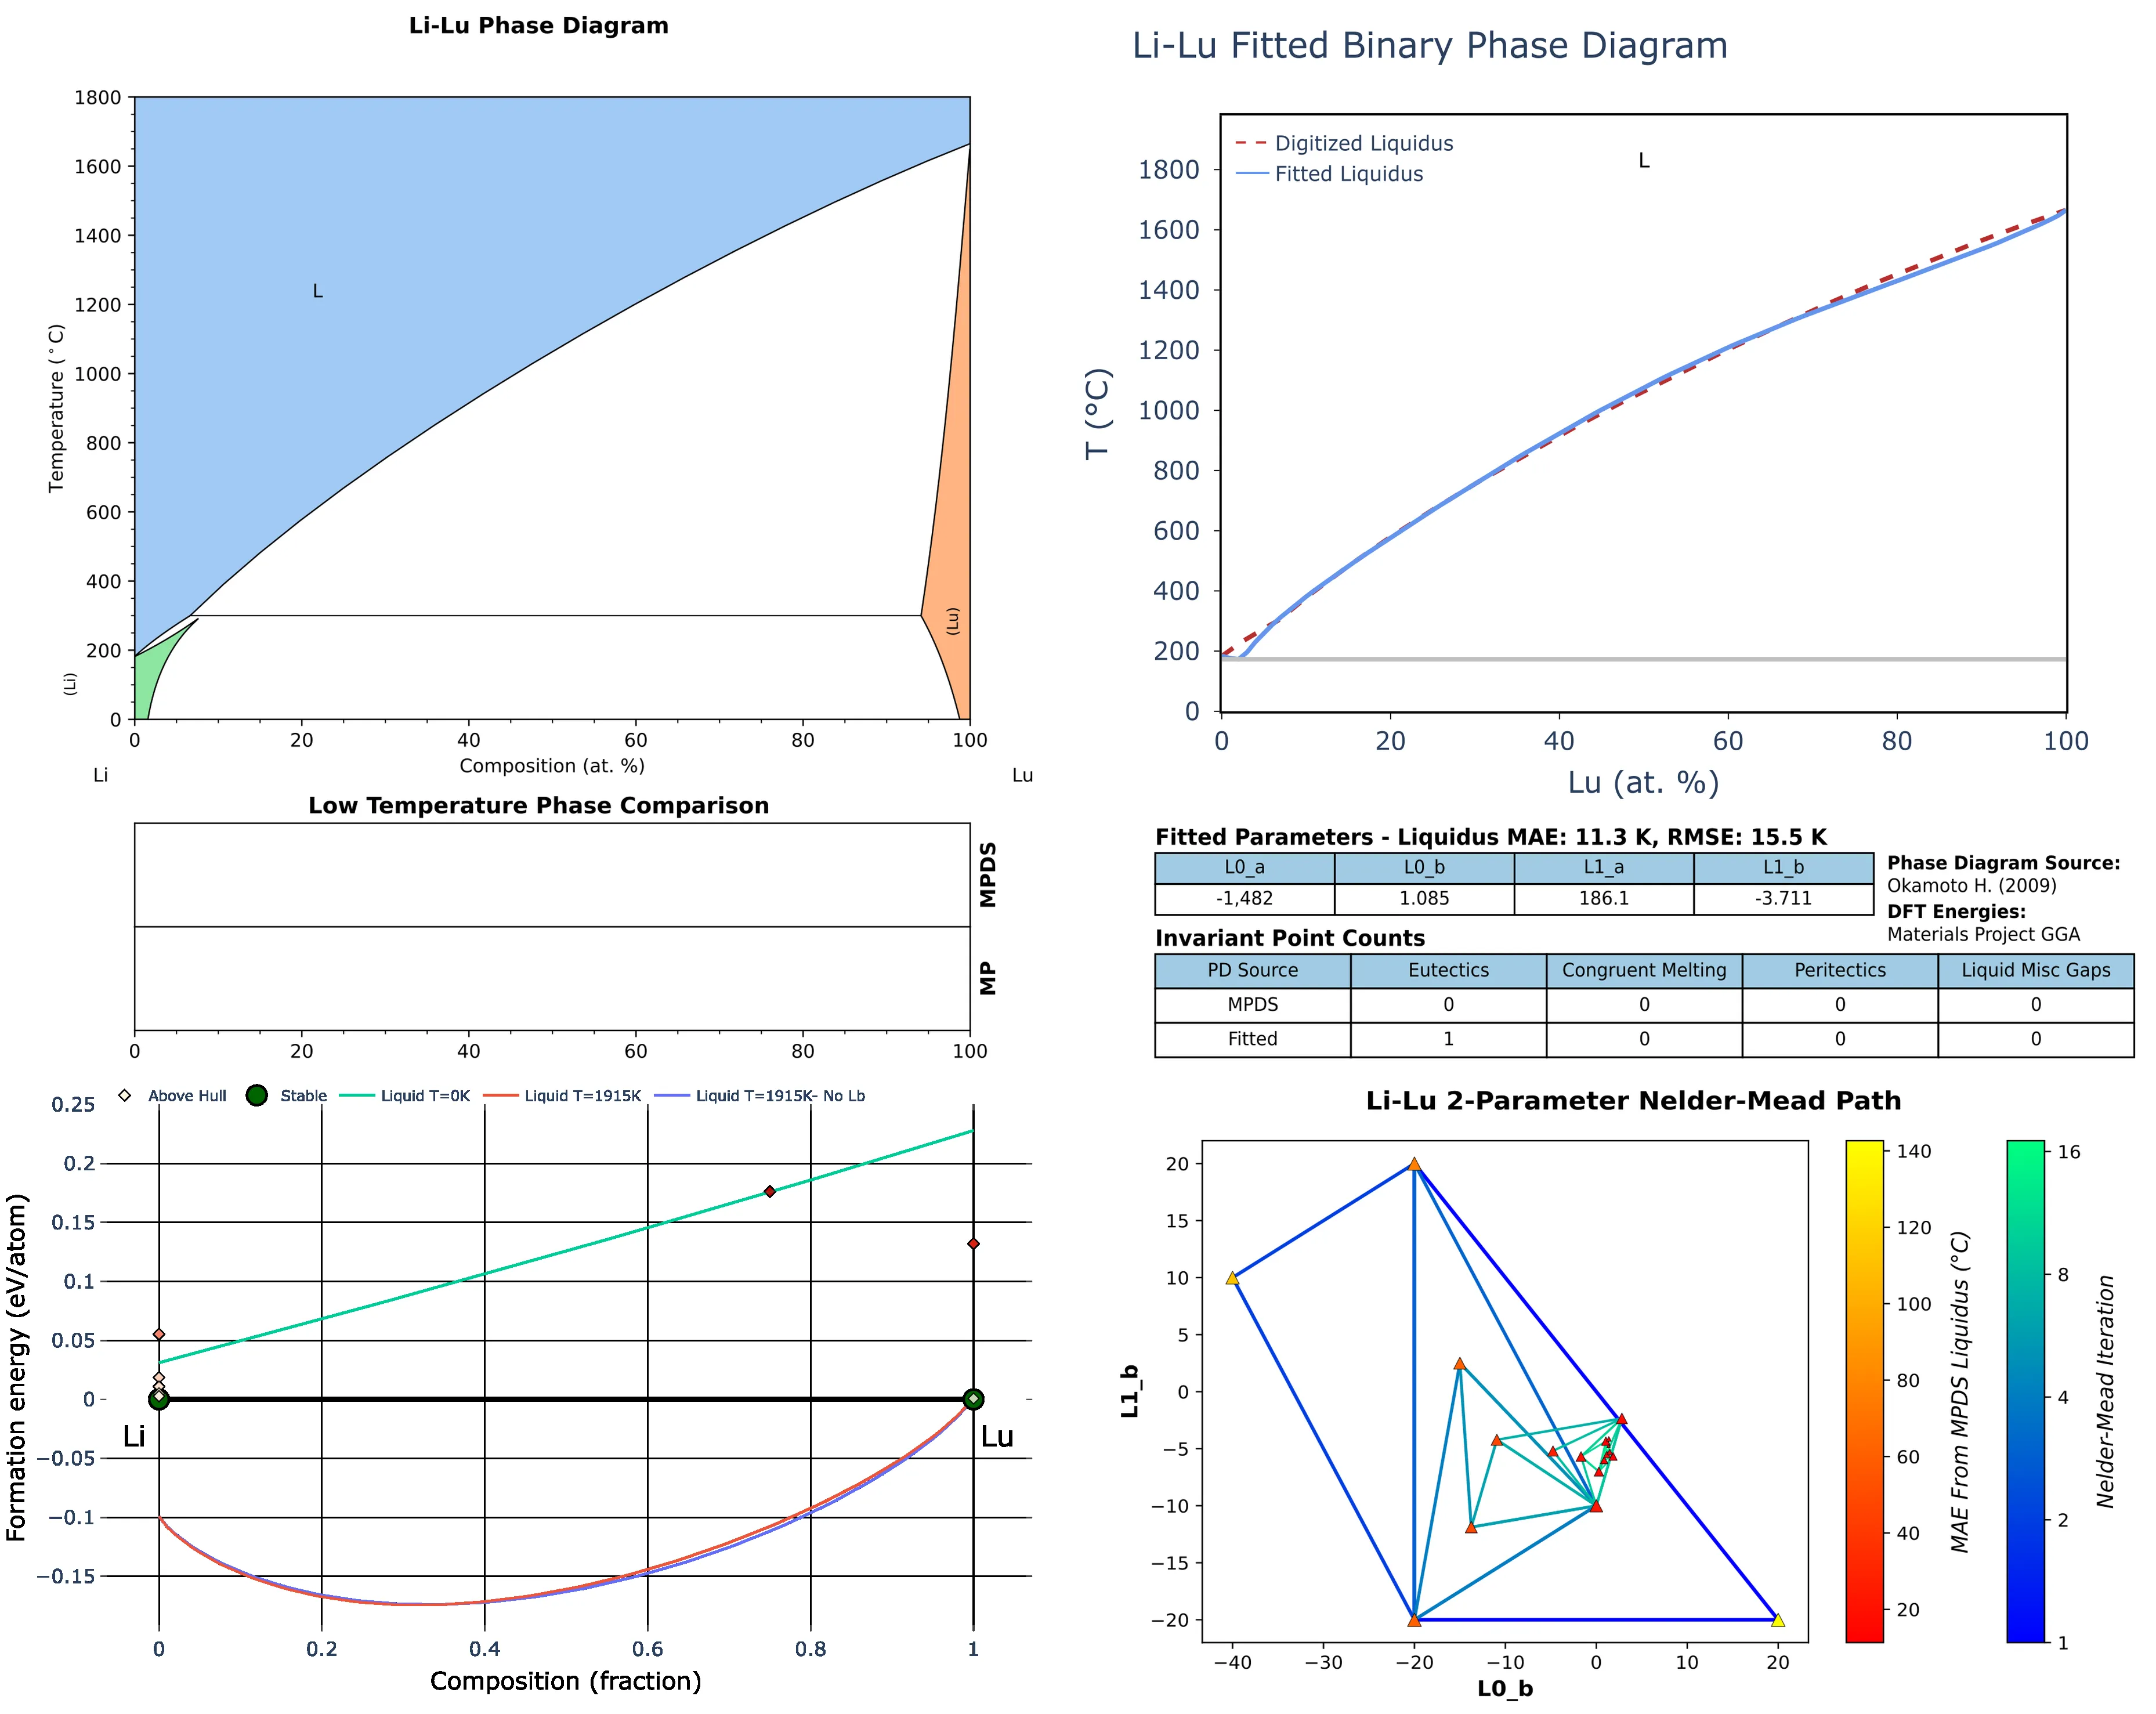 Li-Lu Phase Diagram
1800
1600
1400
1200
1000
800
600
400
200
0
Temperature (°C)
L
(Li)
(Lu)
0 20 40 60 80 100
Composition (at. %)
Li Lu
Li-Lu Fitted Binary Phase Diagram
Digitized Liquidus
Fitted Liquidus
L
1800
1600
1400
1200
1000
800
600
400
200
0
T (°C)
0 20 40 60 80 100
Lu (at. %)
Low Temperature Phase Comparison
MPDS
MP
0 20 40 60 80 100
Fitted Parameters - Liquidus MAE: 11.3 K, RMSE: 15.5 K
L0_a L0_b L1_a L1_b
-1,482 1.085 186.1 -3.711
Phase Diagram Source:
Okamoto H. (2009)
DFT Energies:
Materials Project GGA
Invariant Point Counts
PD Source Eutectics Congruent Melting Peritectics Liquid Misc Gaps
MPDS 0 0 0 0
Fitted 1 0 0 0
Above Hull Stable Liquid T=0K Liquid T=1915K Liquid T=1915K- No Lb
0.25
0.2
0.15
0.1
0.05
0
−0.05
−0.1
−0.15
Formation energy (eV/atom)
Li Lu
0 0.2 0.4 0.6 0.8 1
Composition (fraction)
Li-Lu 2-Parameter Nelder-Mead Path
20
15
10
5
0
−5
−10
−15
−20
L1_b
−40 −30 −20 −10 0 10 20
L0_b
140
120
100
80
60
40
20
MAE From MPDS Liquidus (°C)
16
8
4
2
1
Nelder-Mead Iteration